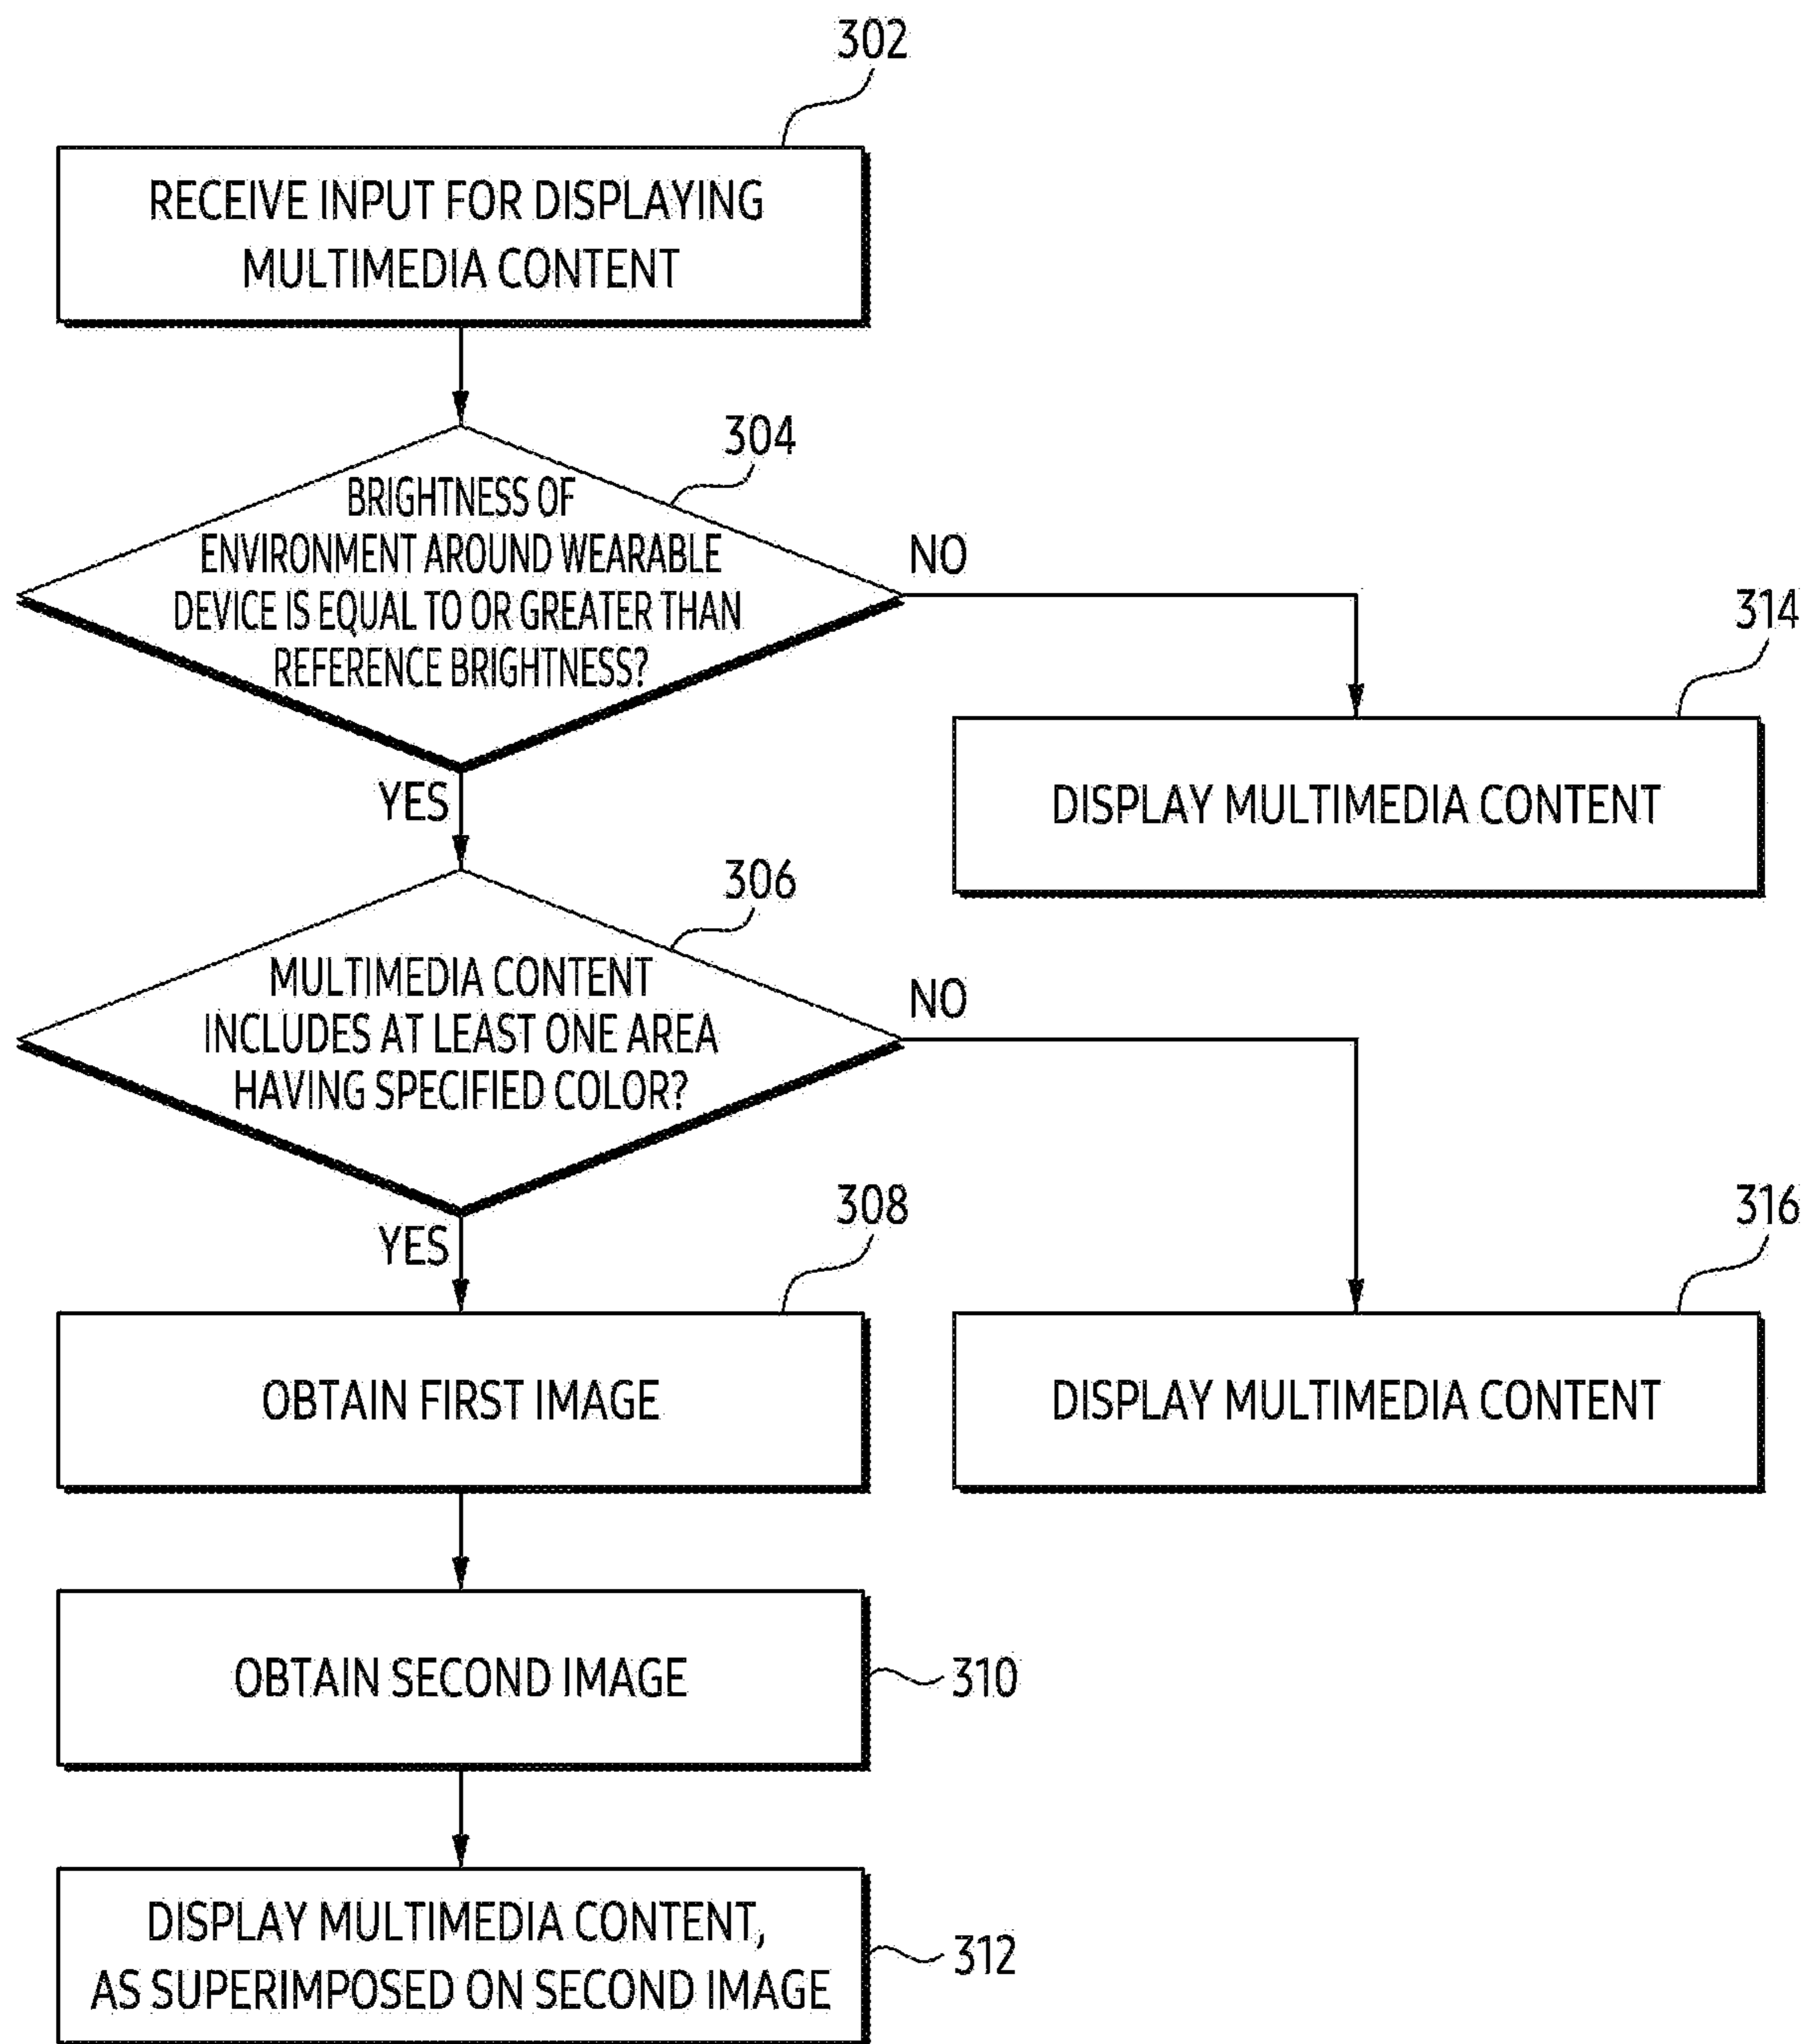 302
RECEIVE INPUT FOR DISPLAYING
MULTIMEDIA CONTENT
304
BRIGHTNESS OF
ENVIRONMENT AROUND WEARABLE
DEVICE IS EQUAL TO OR GREATER THAN
REFERENCE BRIGHTNESS?
NO
314
DISPLAY MULTIMEDIA CONTENT
YES
306
MULTIMEDIA CONTENT
INCLUDES AT LEAST ONE AREA
HAVING SPECIFIED COLOR?
NO
316
DISPLAY MULTIMEDIA CONTENT
YES
308
OBTAIN FIRST IMAGE
OBTAIN SECOND IMAGE
310
DISPLAY MULTIMEDIA CONTENT,
AS SUPERIMPOSED ON SECOND IMAGE
312